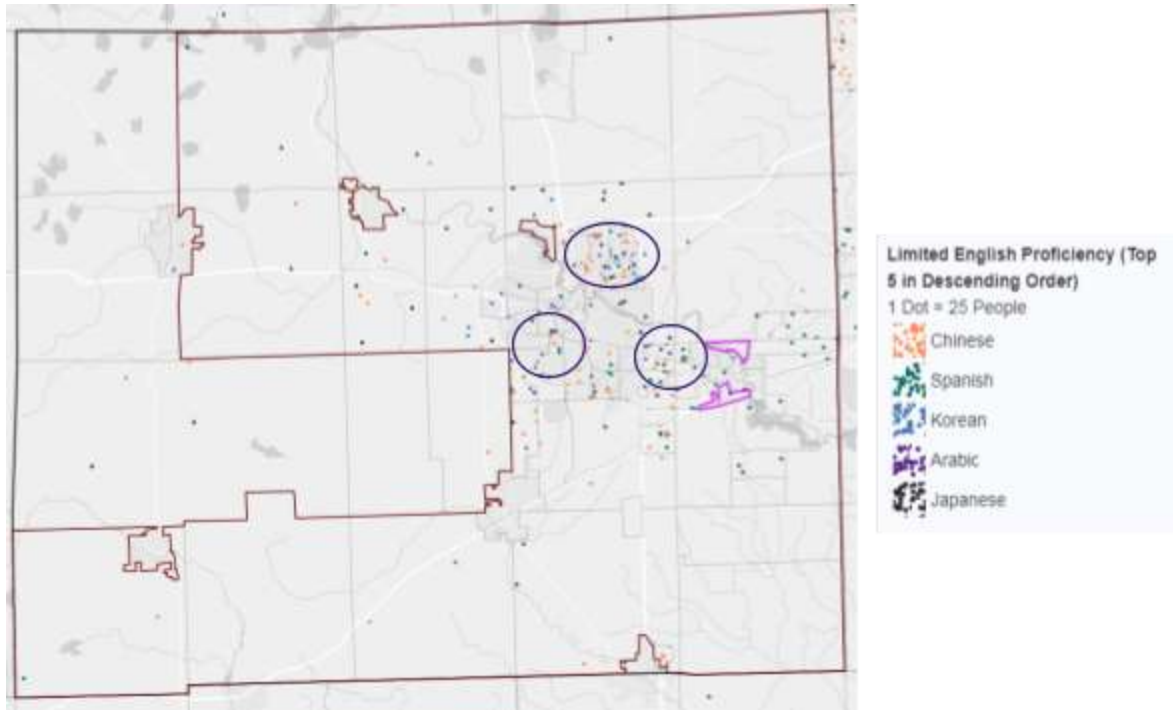 Limited English Proficiency (Top
5 in Descending Order)
1 Dot = 25 People
Chinese
Spanish
Korean
Arabic
Japanese